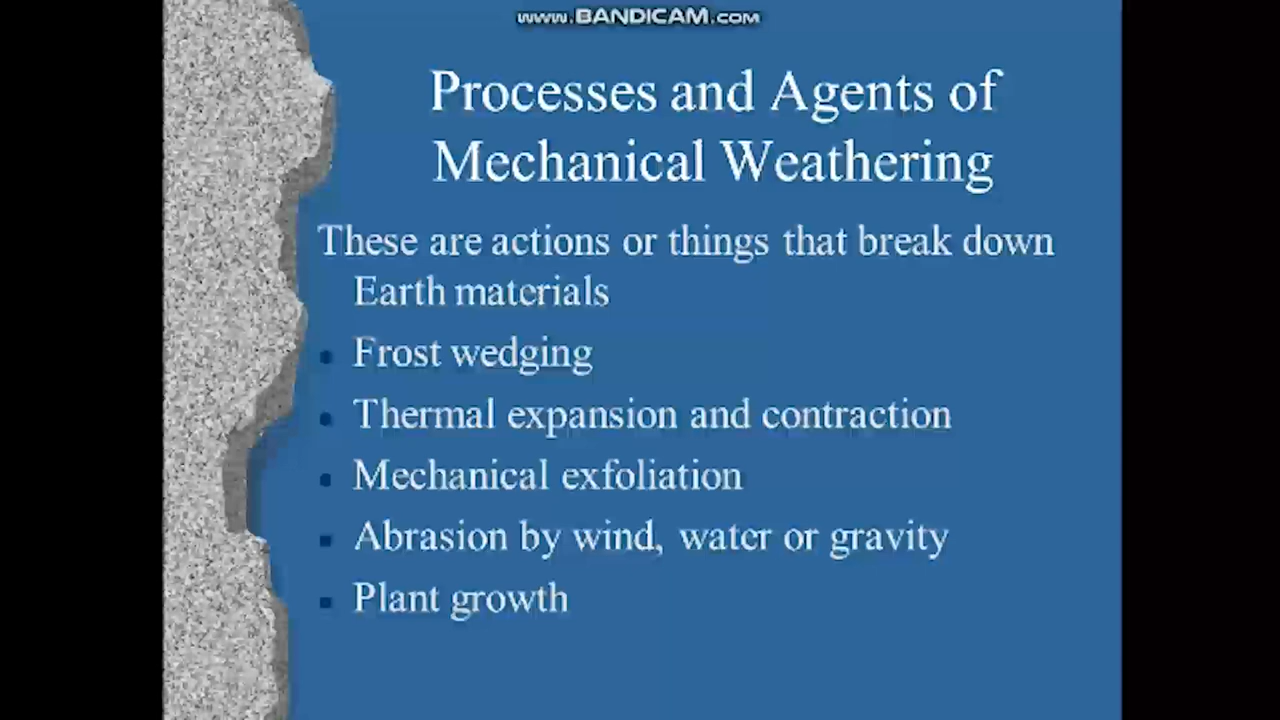 www.BANDICAM.com
Processes and Agents of
Mechanical Weathering
These are actions or things that break down
Earth materials
▪ Frost wedging
▪ Thermal expansion and contraction
▪ Mechanical exfoliation
▪ Abrasion by wind, water or gravity
▪ Plant growth